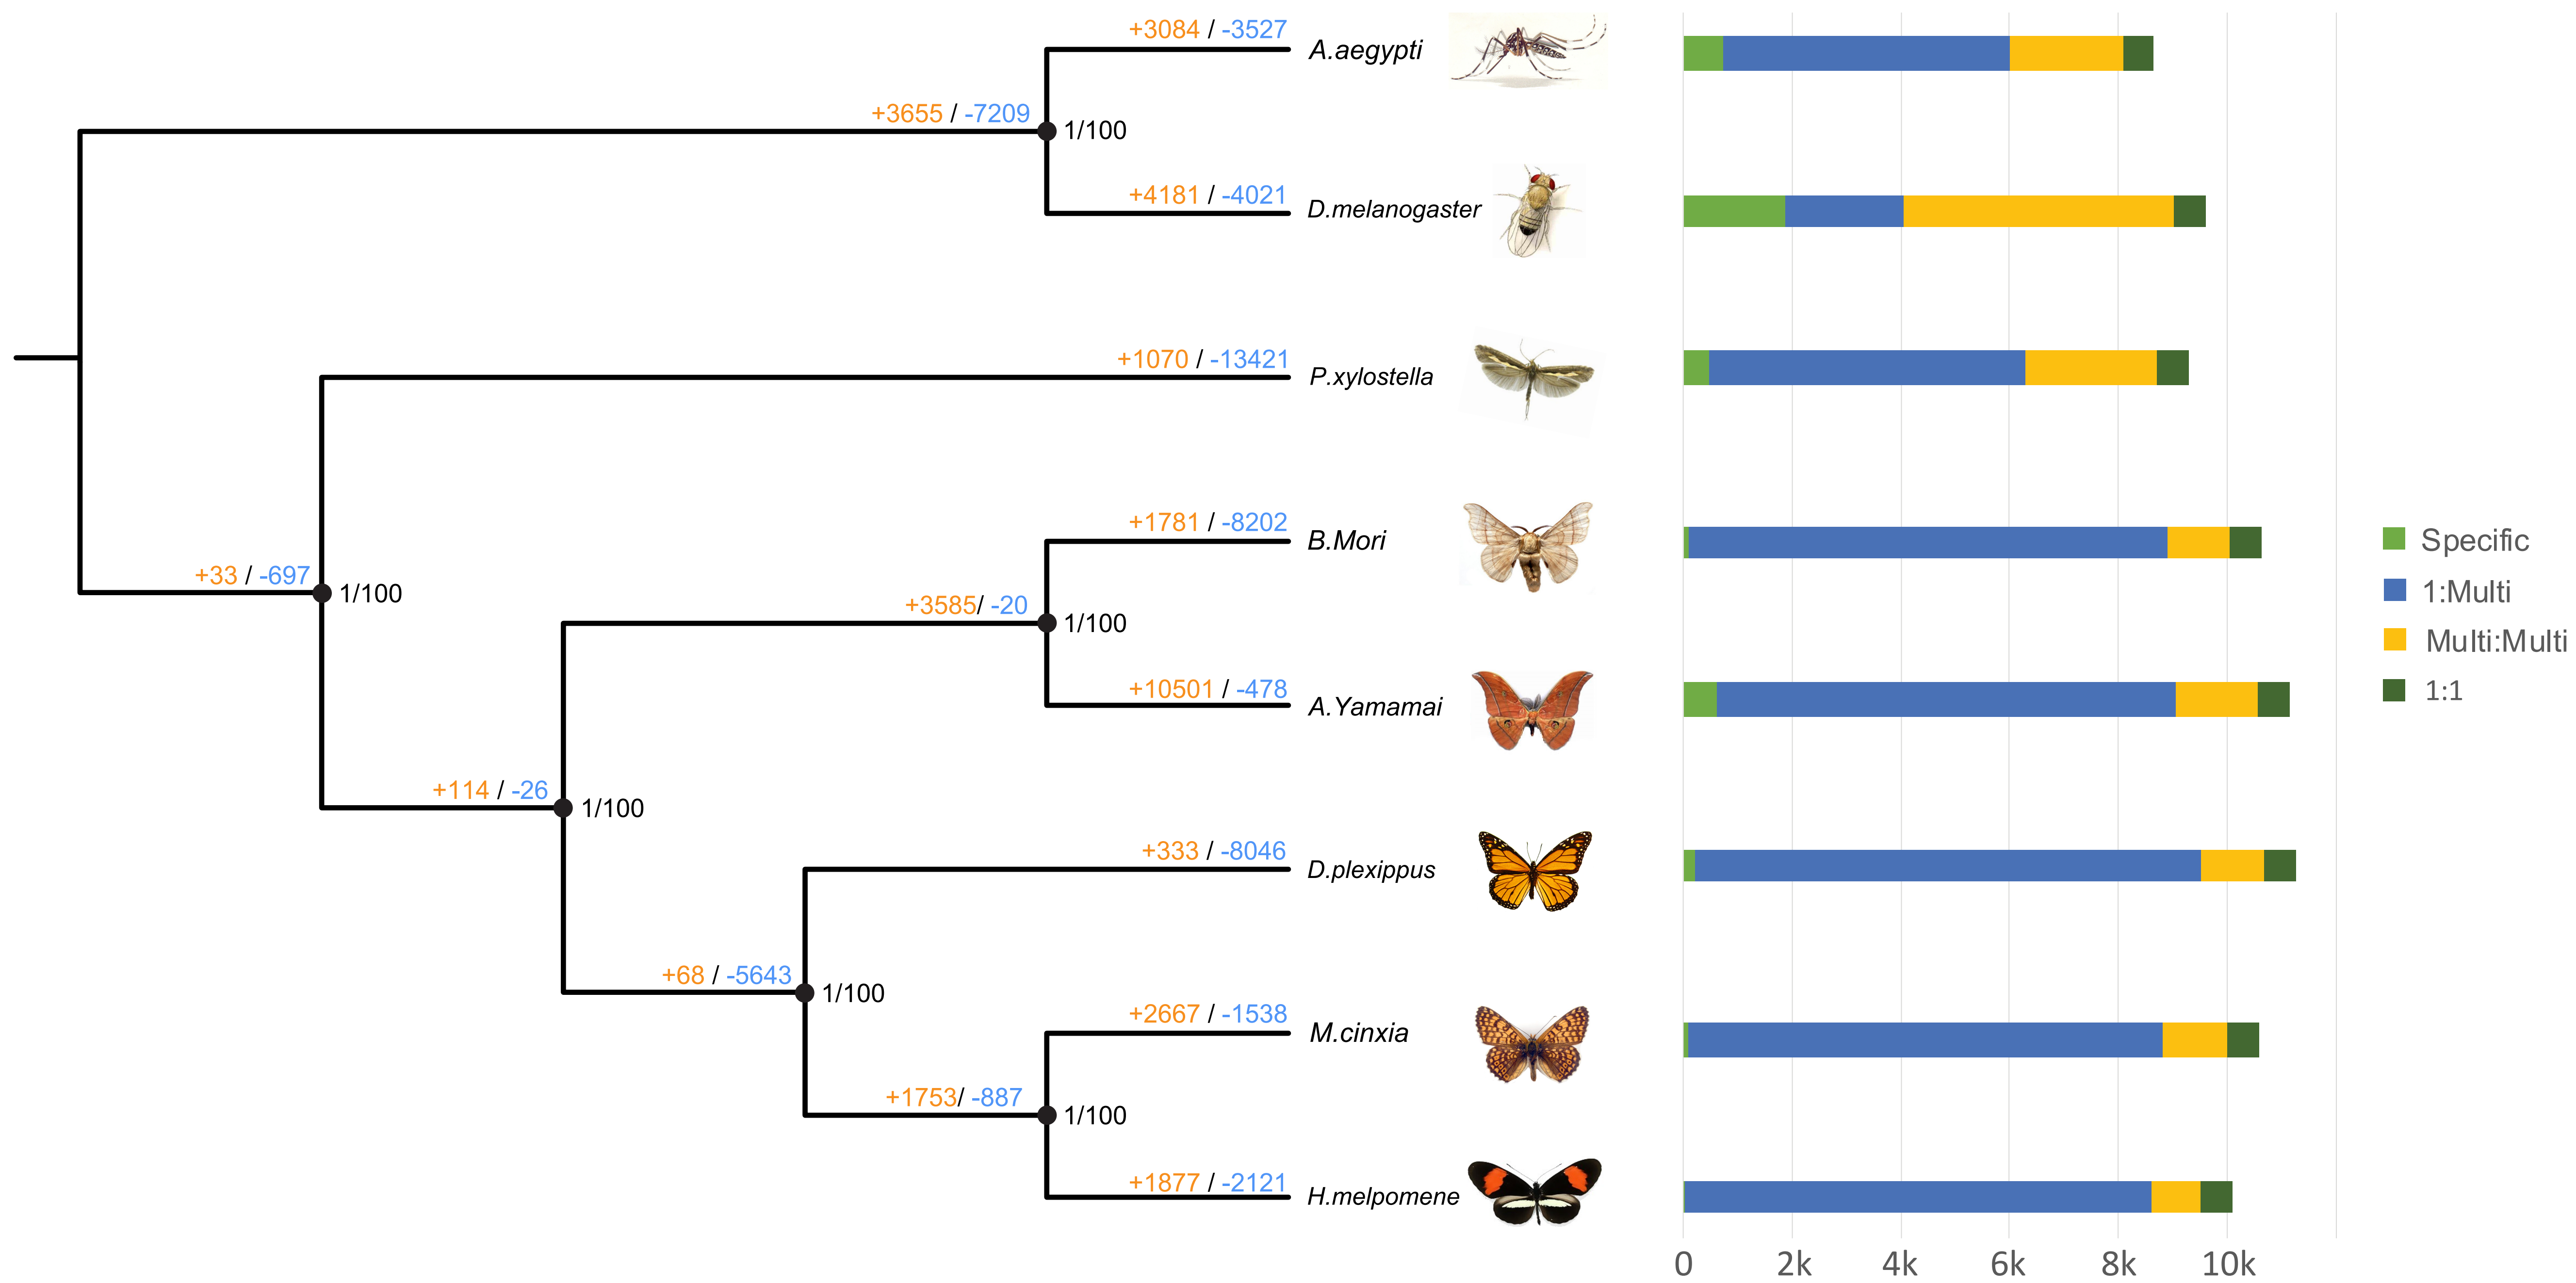 +3084 / -3527
A.aegypti
+3655 / -7209
1/100
+4181 / -4021
D.melanogaster
+1070 / -13421
P.xylostella
+1781 / -8202
B.Mori
+33 / -697
1/100
+3585/ -20
1/100
+10501 / -478
A.Yamamai
+114 / -26
1/100
+333 / -8046
D.plexippus
+68 / -5643
1/100
+2667 / -1538
M.cinxia
+1753/ -887
1/100
+1877 / -2121
H.melpomene
Specific
1:Multi
Multi:Multi
1:1
0 2k 4k 6k 8k 10k